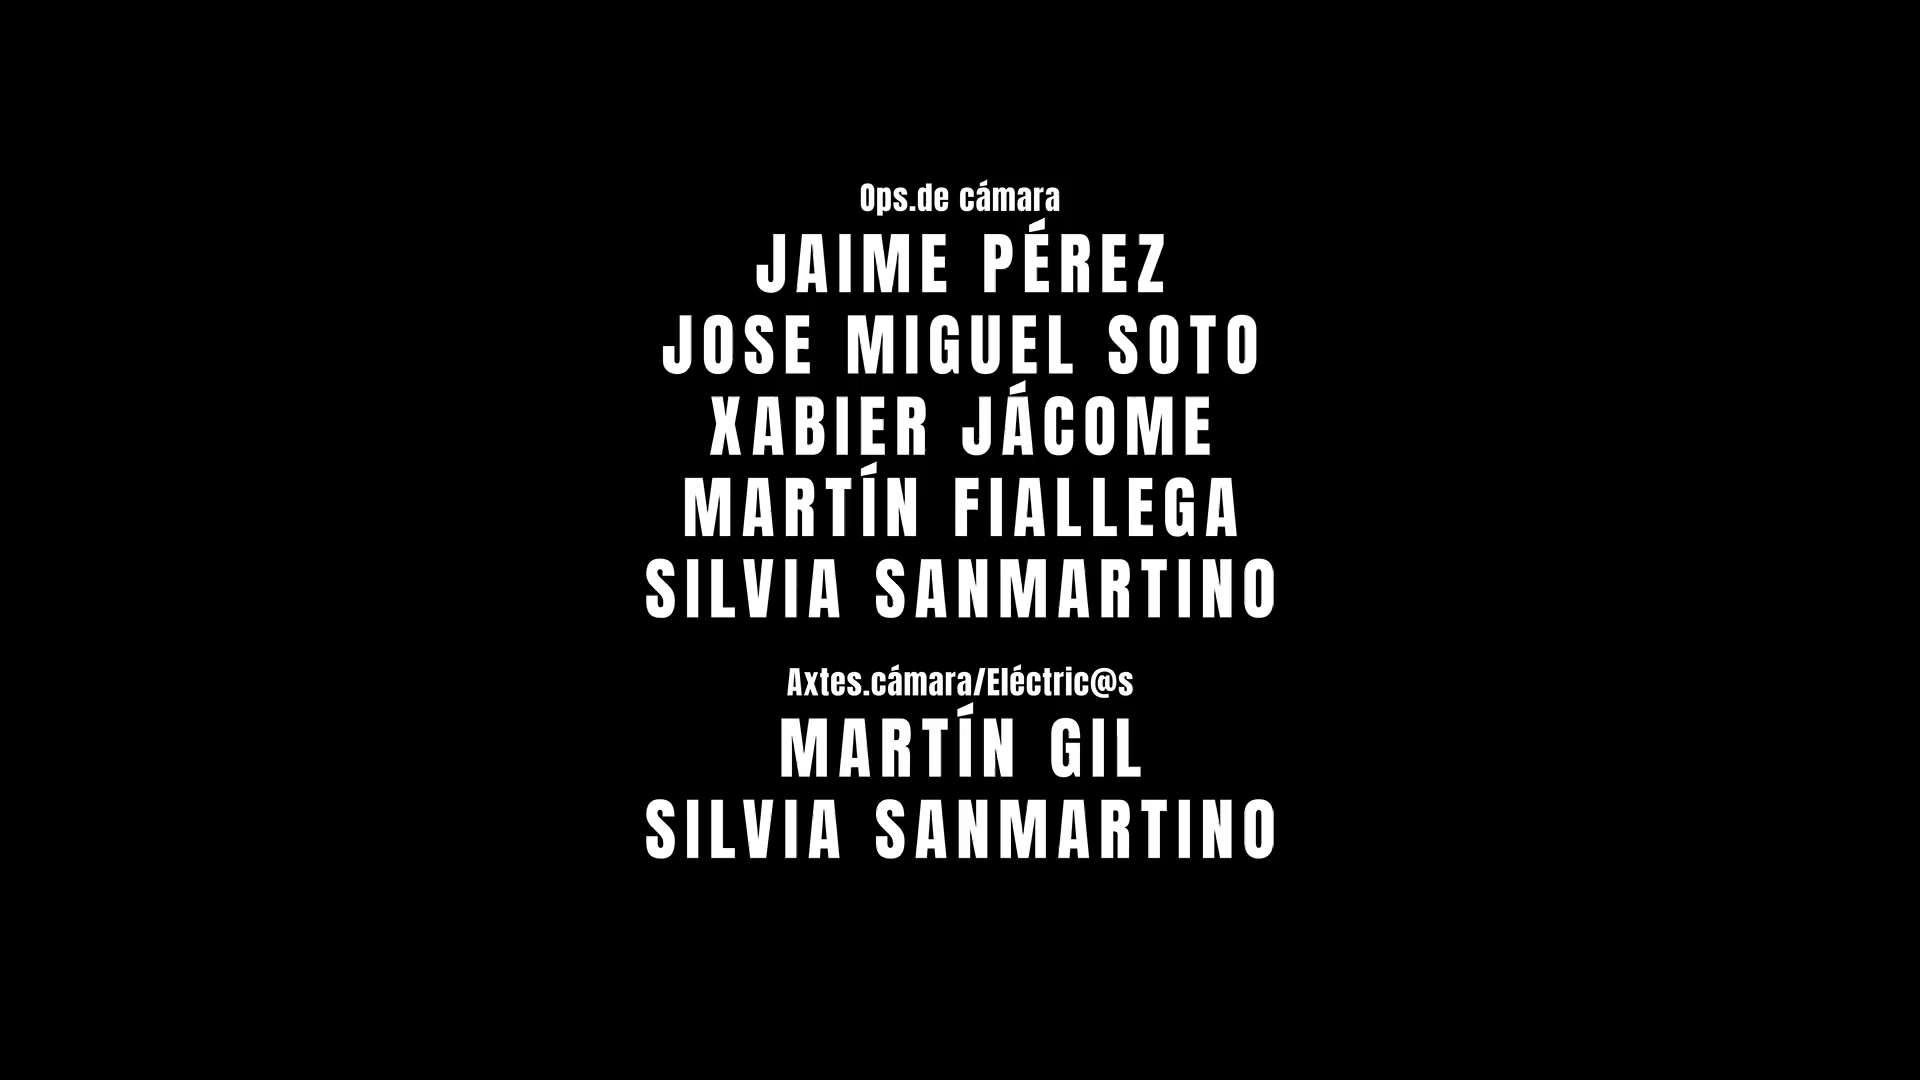 Ops.de cámara
JAIME PÉREZ
JOSE MIGUEL SOTO
XABIER JÁCOME
MARTÍN FIALLEGA
SILVIA SANMARTINO
Axtes.cámara/Eléctric@s
MARTÍN GIL
SILVIA SANMARTINO